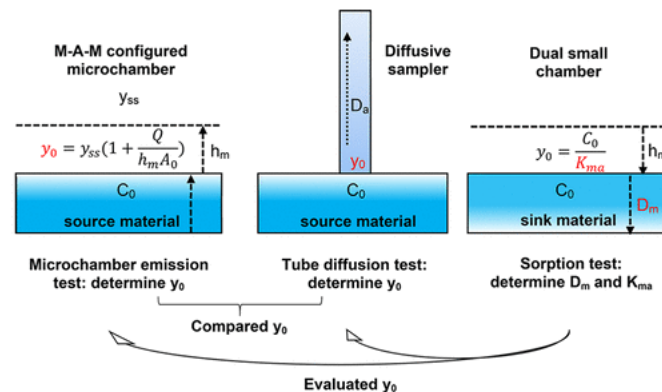 M-A-M configured
microchamber
yss
y0 = yss(1 + Q/hmA0)
hm
C0
source material
Microchamber emission
test: determine y0
Diffusive
sampler
Da
y0
C0
source material
Tube diffusion test:
determine y0
Dual small
chamber
y0 = C0/Kma
C0
Dm
sink material
Sorption test:
determine Dm and Kma
Compared y0
Evaluated y0